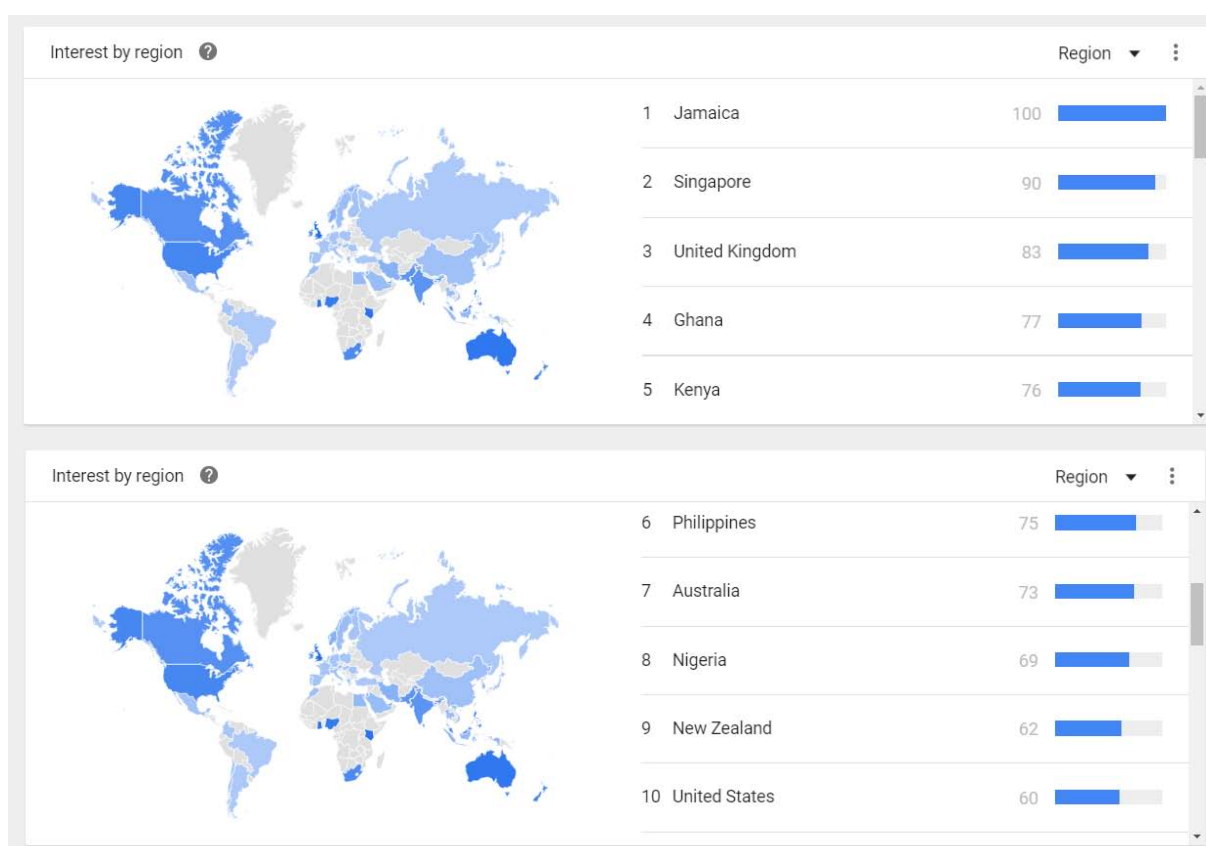 Interest by region ?
Region
1 Jamaica 100
2 Singapore 90
3 United Kingdom 83
4 Ghana 77
5 Kenya 76
Interest by region ?
Region
6 Philippines 75
7 Australia 73
8 Nigeria 69
9 New Zealand 62
10 United States 60